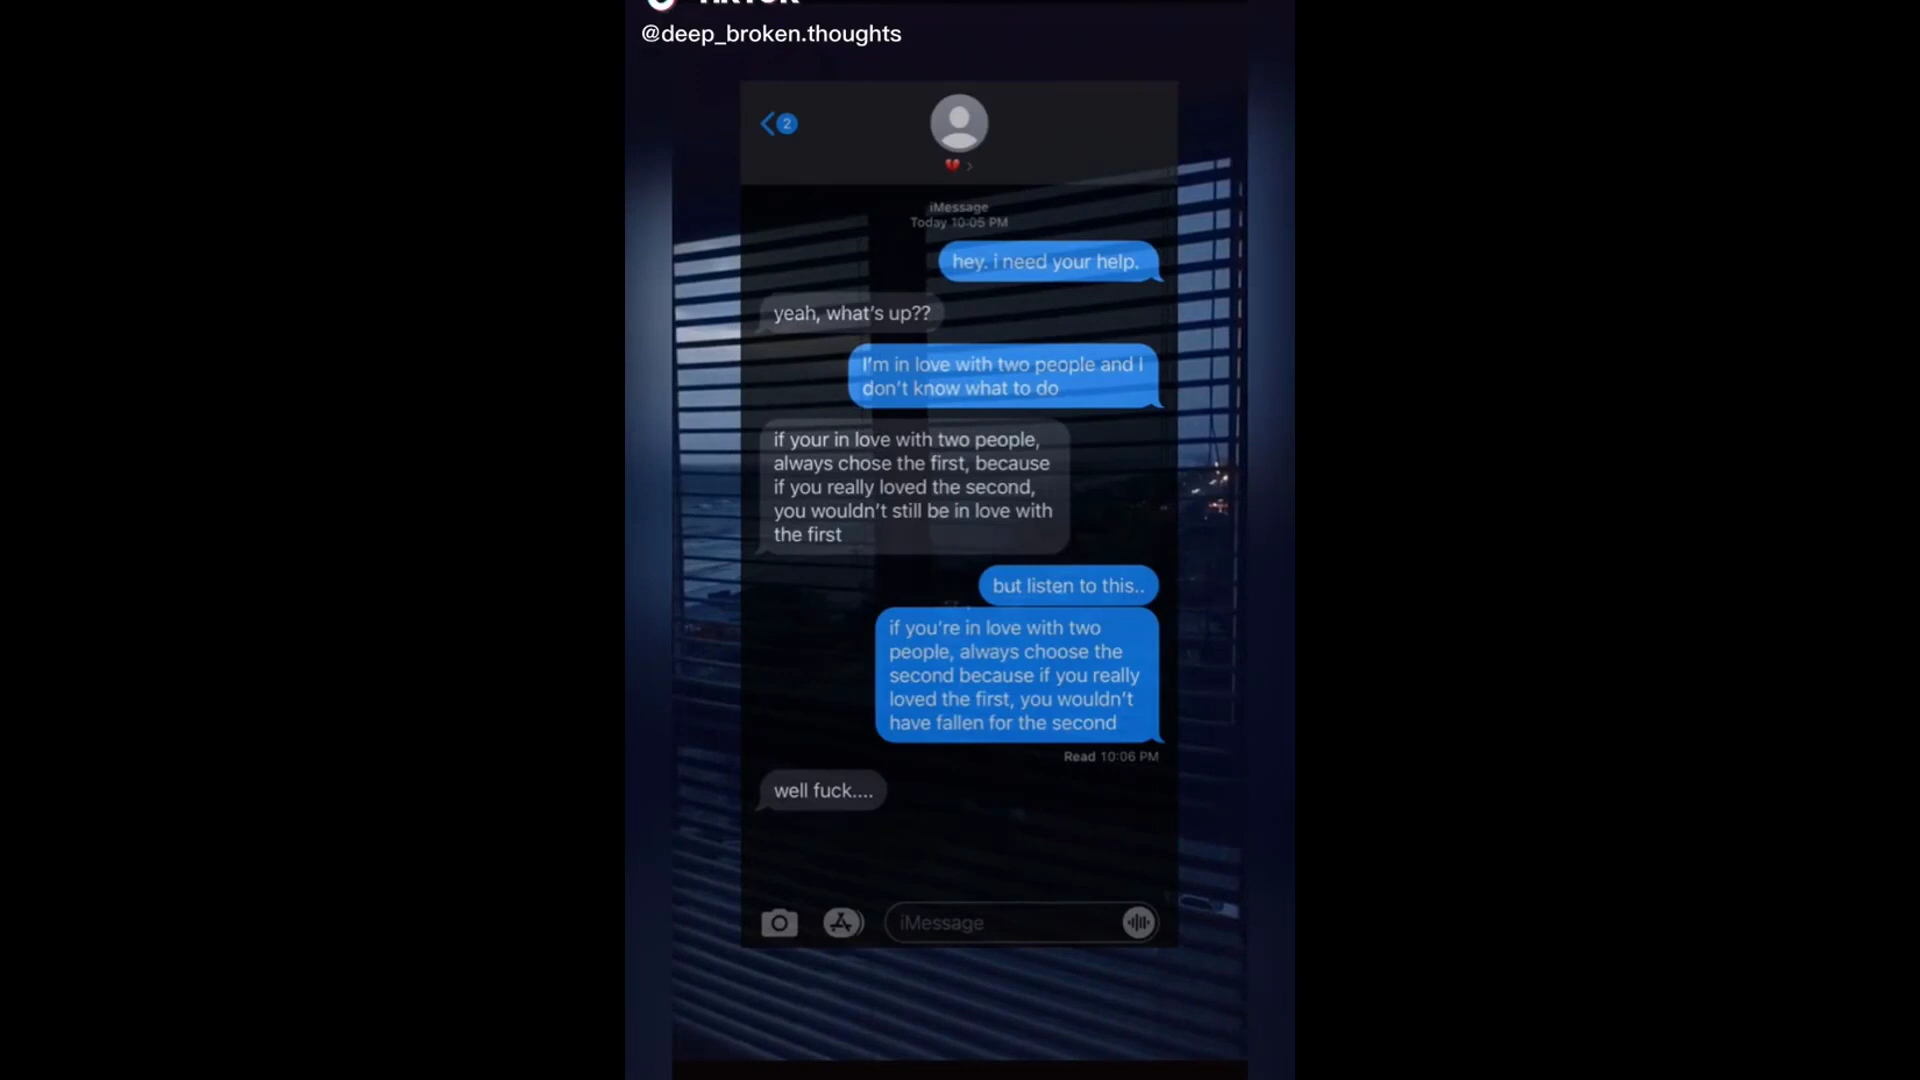 TikTok
@deep_broken.thoughts
2
iMessage
Today 10:05 PM
hey. i need your help.
yeah, what's up??
I'm in love with two people and I
don't know what to do
if your in love with two people,
always chose the first, because
if you really loved the second,
you wouldn't still be in love with
the first
but listen to this..
if you're in love with two
people, always choose the
second because if you really
loved the first, you wouldn't
have fallen for the second
Read 10:06 PM
well fuck....
iMessage